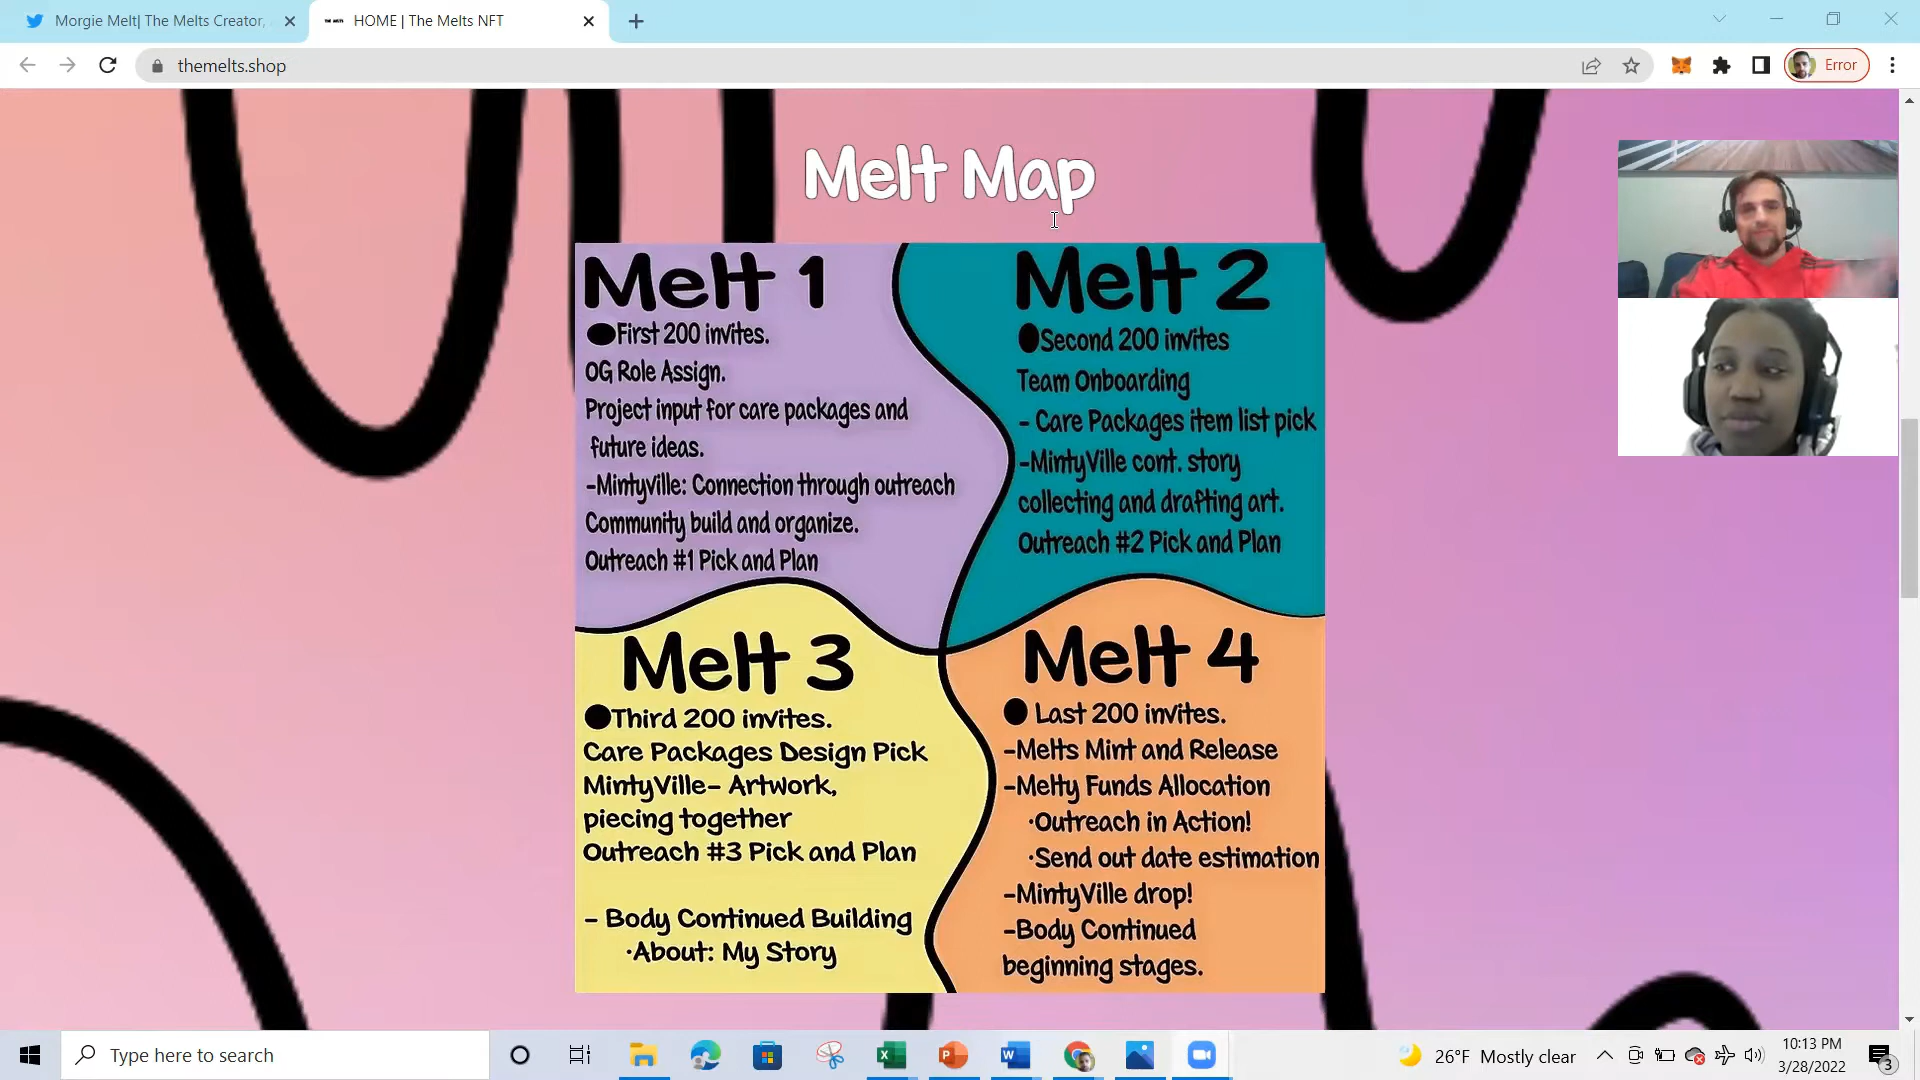 Morgie Melt| The Melts Creator,
HOME | The Melts NFT
themelts.shop
Error
Melt Map
Melt 1
First 200 invites.
OG Role Assign.
Project input for care packages and
future ideas.
-Mintyville: Connection through outreach
Community build and organize.
Outreach #1 Pick and Plan
Melt 2
Second 200 invites
Team Onboarding
- Care Packages item list pick
-MintyVille cont. story
collecting and drafting art.
Outreach #2 Pick and Plan
Melt 3
Third 200 invites.
Care Packages Design Pick
MintyVille- Artwork,
piecing together
Outreach #3 Pick and Plan
- Body Continued Building
·About: My Story
Melt 4
Last 200 invites.
-Melts Mint and Release
-Melty Funds Allocation
·Outreach in Action!
·Send out date estimation
-MintyVille drop!
-Body Continued
beginning stages.
Type here to search
26°F Mostly clear
10:13 PM
3/28/2022
3